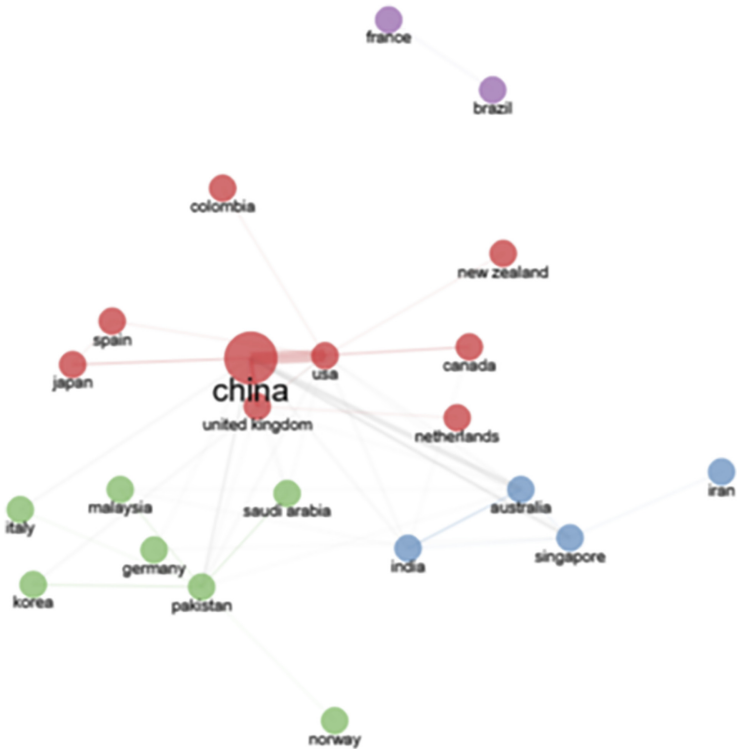 france
brazil
colombia
new zealand
spain
japan
usa
canada
china
united kingdom
netherlands
iran
malaysia
saudi arabia
australia
italy
germany
india
singapore
korea
pakistan
norway